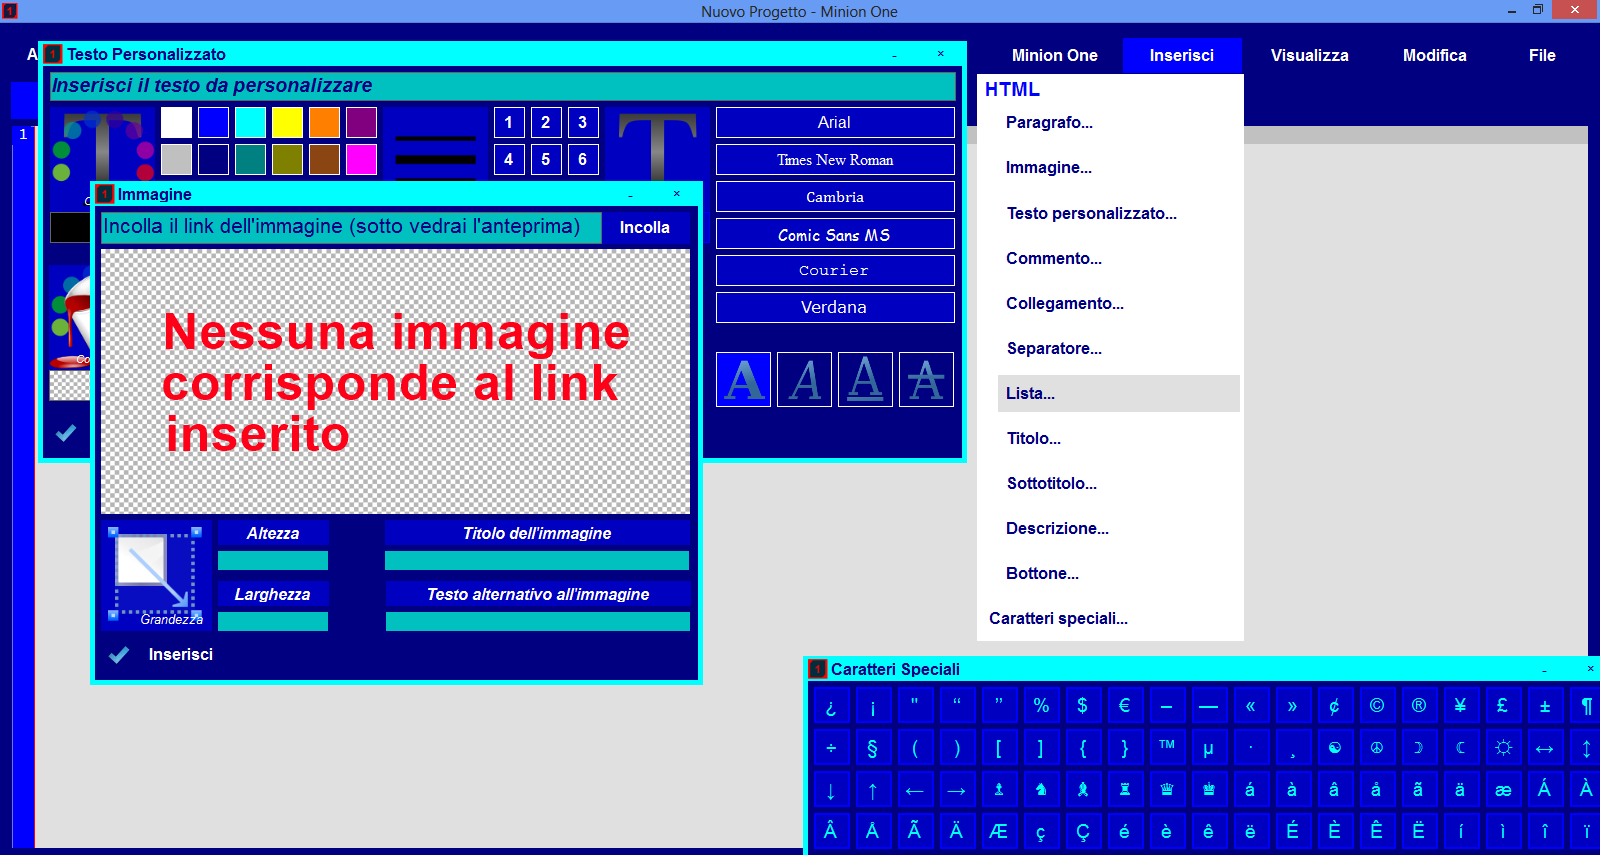 Nuovo Progetto - Minion One
A
Minion One Inserisci Visualizza Modifica File
1
Testo Personalizzato
Inserisci il testo da personalizzare
T
1 2 3
4 5 6
T
Arial
Times New Roman
Cambria
Comic Sans MS
Courier
Verdana
A A A A
C
Co
Immagine
Incolla il link dell'immagine (sotto vedrai l'anteprima) Incolla
Nessuna immagine
corrisponde al link
inserito
Grandezza
Altezza
Larghezza
Titolo dell'immagine
Testo alternativo all'immagine
Inserisci
HTML
Paragrafo...
Immagine...
Testo personalizzato...
Commento...
Collegamento...
Separatore...
Lista...
Titolo...
Sottotitolo...
Descrizione...
Bottone...
Caratteri speciali...
Caratteri Speciali
¿ ¡ " “ ” % $ € – — « » ¢ © ® ¥ £ ± ¶
÷ § ( ) [ ] { } ™ µ · ¸ ☯ ☮ ☽ ☾ ☼ ↔ ↕
↓ ↑ ← → ♗ ♞ ♝ ♜ ♛ ♚ á à â å ã ä æ Á À
Â Å Ã Ä Æ ç Ç é è ê ë É È Ê Ë í ì î ï